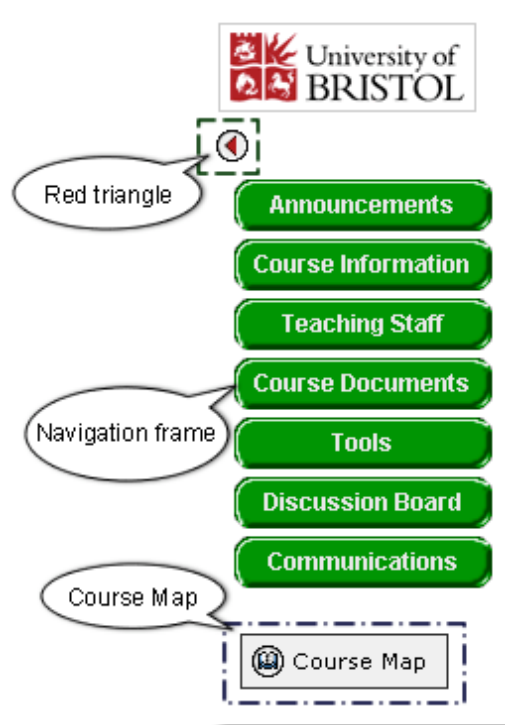 University of
BRISTOL
Red triangle
Announcements
Course Information
Teaching Staff
Course Documents
Navigation frame
Tools
Discussion Board
Communications
Course Map
Course Map